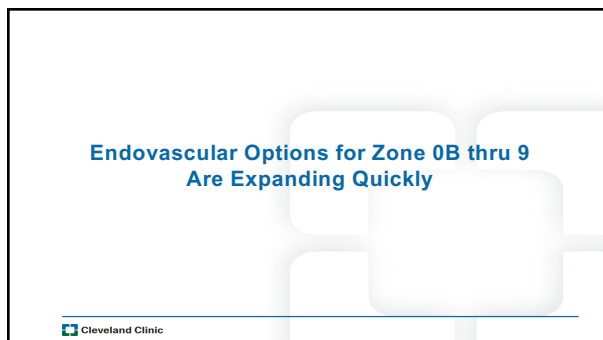 Endovascular Options for Zone 0B thru 9
Are Expanding Quickly
Cleveland Clinic